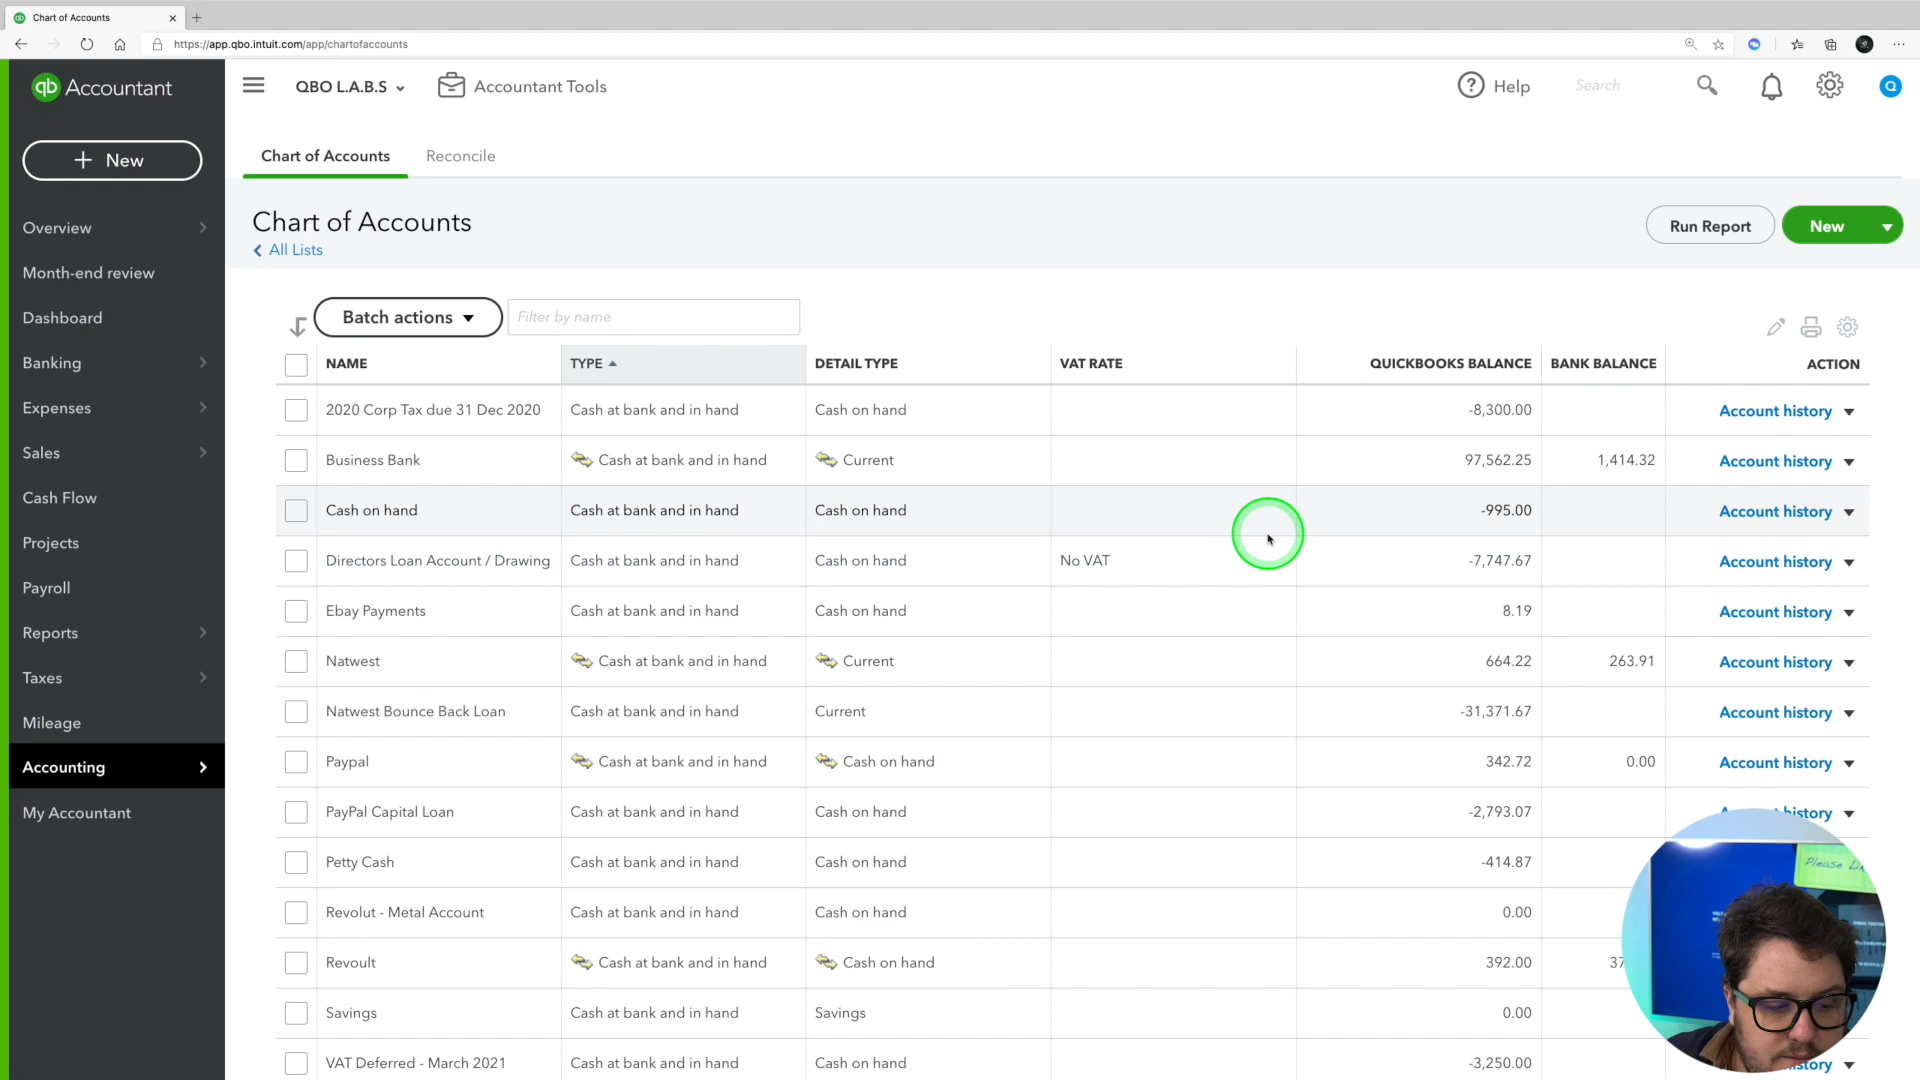 Chart of Accounts
https://app.qbo.intuit.com/app/chartofaccounts
qb Accountant
QBO L.A.B.S
Accountant Tools
Help
Search
Q
New
Chart of Accounts
Reconcile
Overview
Month-end review
Dashboard
Banking
Expenses
Sales
Cash Flow
Projects
Payroll
Reports
Taxes
Mileage
Accounting
My Accountant
Chart of Accounts
All Lists
Run Report
New
Batch actions
Filter by name
NAME TYPE DETAIL TYPE VAT RATE QUICKBOOKS BALANCE BANK BALANCE ACTION
2020 Corp Tax due 31 Dec 2020 Cash at bank and in hand Cash on hand -8,300.00 Account history
Business Bank Cash at bank and in hand Current 97,562.25 1,414.32 Account history
Cash on hand Cash at bank and in hand Cash on hand -995.00 Account history
Directors Loan Account / Drawing Cash at bank and in hand Cash on hand No VAT -7,747.67 Account history
Ebay Payments Cash at bank and in hand Cash on hand 8.19 Account history
Natwest Cash at bank and in hand Current 664.22 263.91 Account history
Natwest Bounce Back Loan Cash at bank and in hand Current -31,371.67 Account history
Paypal Cash at bank and in hand Cash on hand 342.72 0.00 Account history
PayPal Capital Loan Cash at bank and in hand Cash on hand -2,793.07 history
Petty Cash Cash at bank and in hand Cash on hand -414.87
Revolut - Metal Account Cash at bank and in hand Cash on hand 0.00
Revoult Cash at bank and in hand Cash on hand 392.00 37
Savings Cash at bank and in hand Savings 0.00
VAT Deferred - March 2021 Cash at bank and in hand Cash on hand -3,250.00
Please